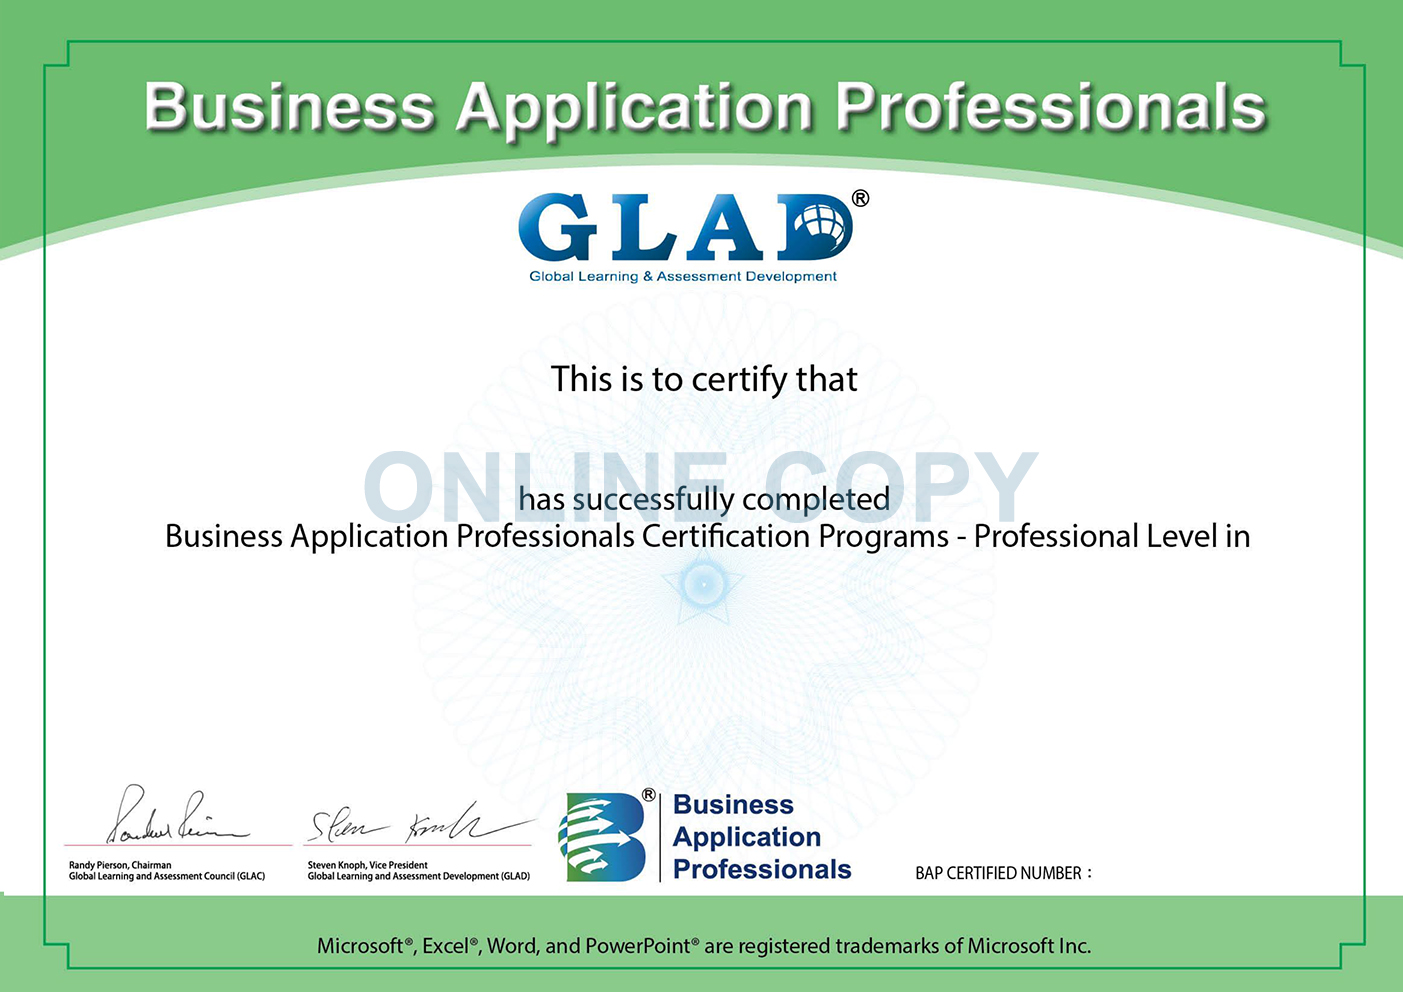 Business Application Professionals
GLAD®
Global Learning & Assessment Development
This is to certify that
ONLINE COPY
has successfully completed
Business Application Professionals Certification Programs - Professional Level in
Randy Pierson, Chairman
Global Learning and Assessment Council (GLAC)
Steven Knoph, Vice President
Global Learning and Assessment Development (GLAD)
B®
Business
Application
Professionals
BAP CERTIFIED NUMBER :
Microsoft®, Excel®, Word, and PowerPoint® are registered trademarks of Microsoft Inc.